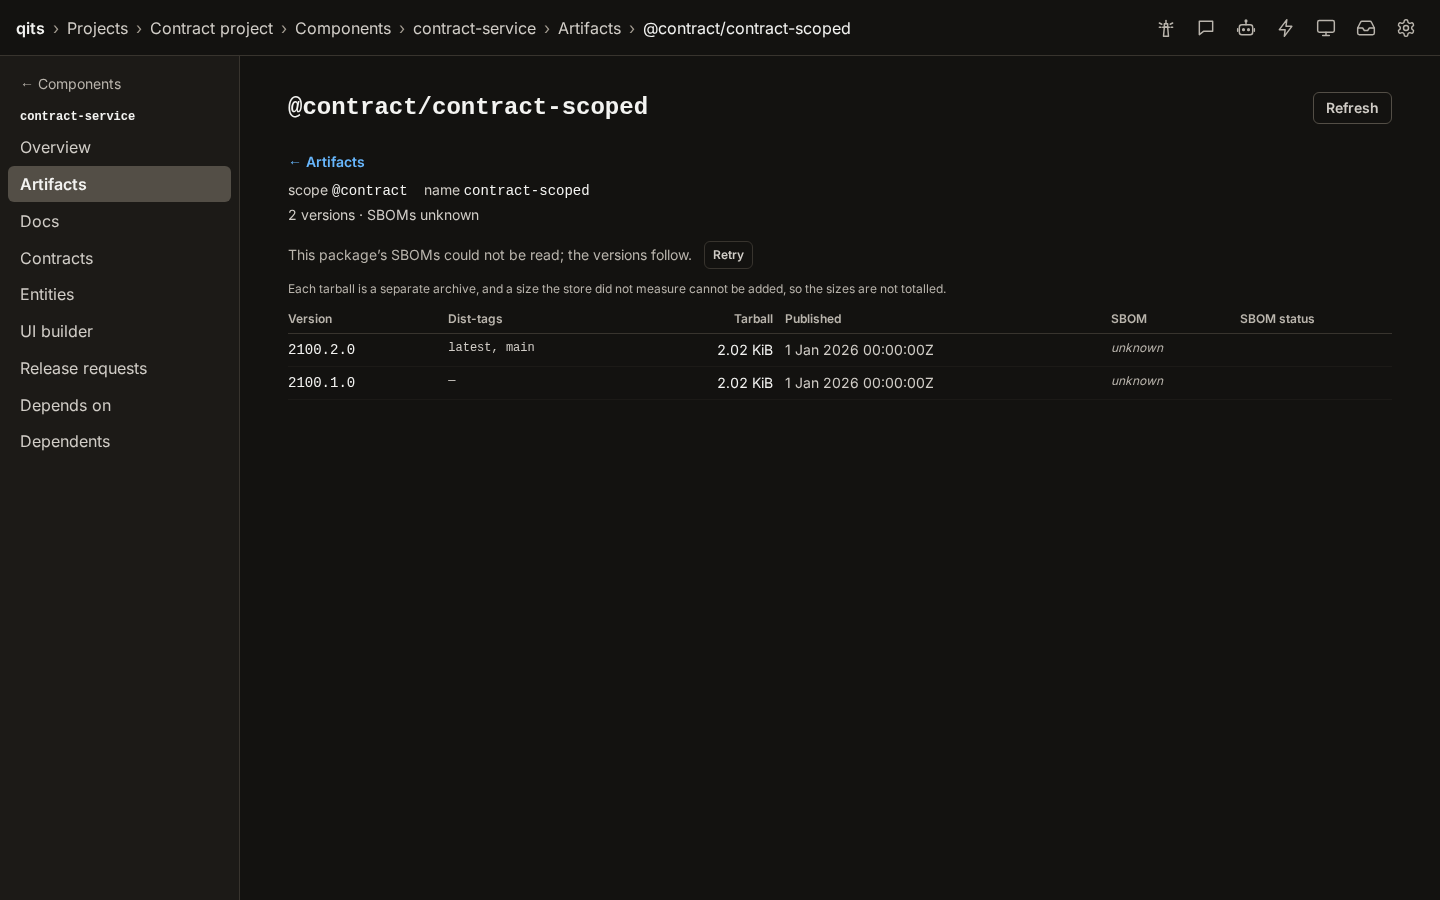 qits › Projects › Contract project › Components › contract-service › Artifacts › @contract/contract-scoped
← Components
contract-service
Overview
Artifacts
Docs
Contracts
Entities
UI builder
Release requests
Depends on
Dependents
@contract/contract-scoped
Refresh
← Artifacts
scope @contract name contract-scoped
2 versions · SBOMs unknown
This package’s SBOMs could not be read; the versions follow. Retry
Each tarball is a separate archive, and a size the store did not measure cannot be added, so the sizes are not totalled.
Version Dist-tags Tarball Published SBOM SBOM status
2100.2.0 latest, main 2.02 KiB 1 Jan 2026 00:00:00Z unknown
2100.1.0 — 2.02 KiB 1 Jan 2026 00:00:00Z unknown